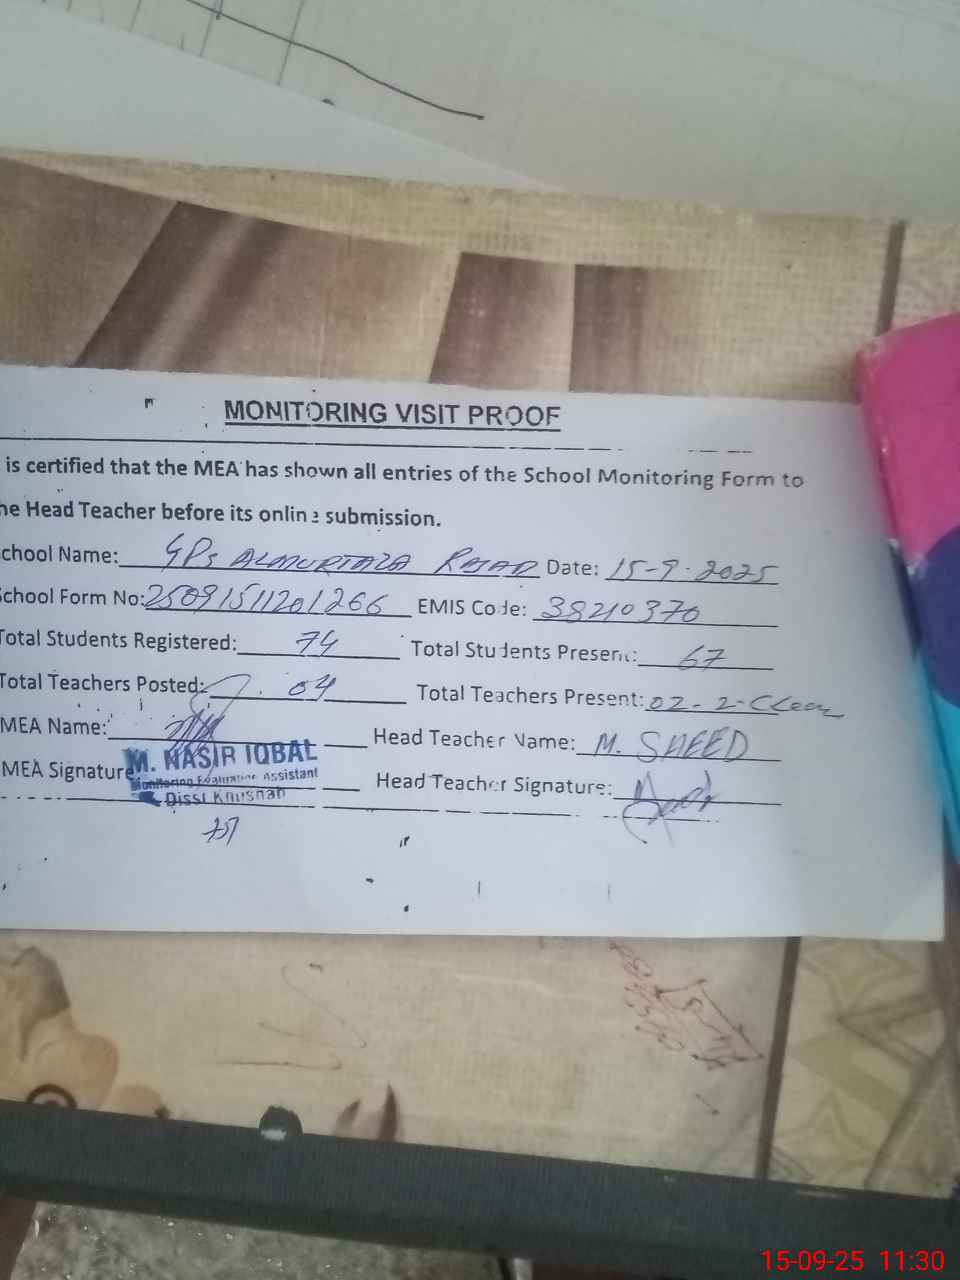 MONITORING VISIT PROOF
is certified that the MEA has shown all entries of the School Monitoring Form to
he Head Teacher before its online submission.
chool Name: GPS ALMURTAZA RAJAR Date: 15-9-2025
School Form No: 25091511201266 EMIS Code: 38210370
Total Students Registered: 74 Total Students Present: 67
Total Teachers Posted: 04 Total Teachers Present: 02-2-CLeav
MEA Name: Head Teacher Name: M. SAEED
MEA Signature Head Teacher Signature:
M. NASIR IQBAL
Monitoring Evaluation Assistant
Disst Khushab
15-09-25 11:30